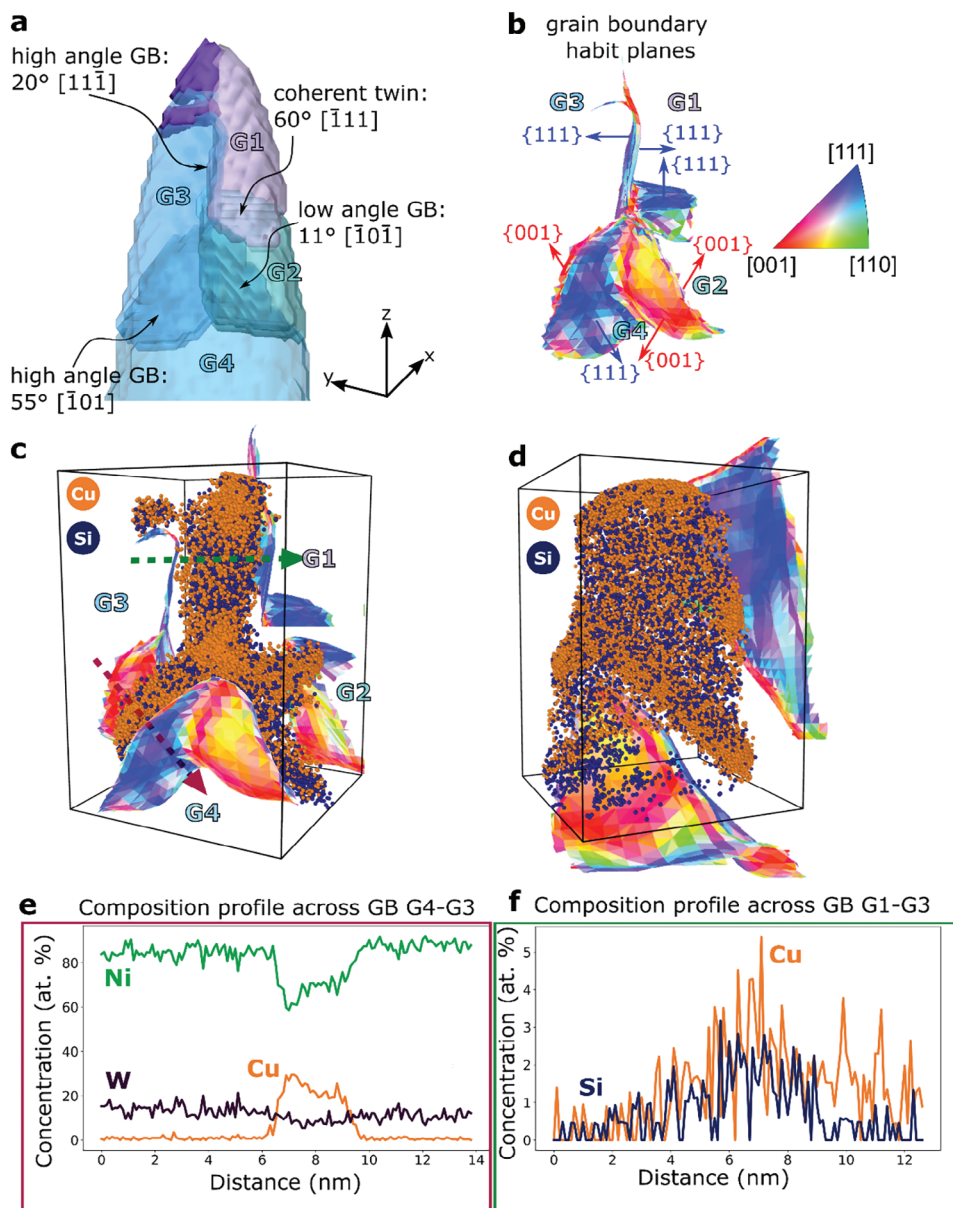 a
high angle GB:
20° [111̅]
coherent twin:
60° [1̅11]
G1
G3
low angle GB:
11° [1̅01̅]
G2
G4
high angle GB:
55° [1̅01]
z
y
x
b
grain boundary
habit planes
G3
G1
{111}
{111}
{111}
[111]
[001]
[110]
{001}
{001}
G2
G4
{001}
{111}
c
Cu
Si
G1
G3
G2
G4
d
Cu
Si
e
Composition profile across GB G4-G3
Concentration (at. %)
80
60
40
20
0
Ni
W
Cu
0 2 4 6 8 10 12 14
Distance (nm)
f
Composition profile across GB G1-G3
Concentration (at. %)
5
4
3
2
1
0
Cu
Si
0 2 4 6 8 10 12
Distance (nm)